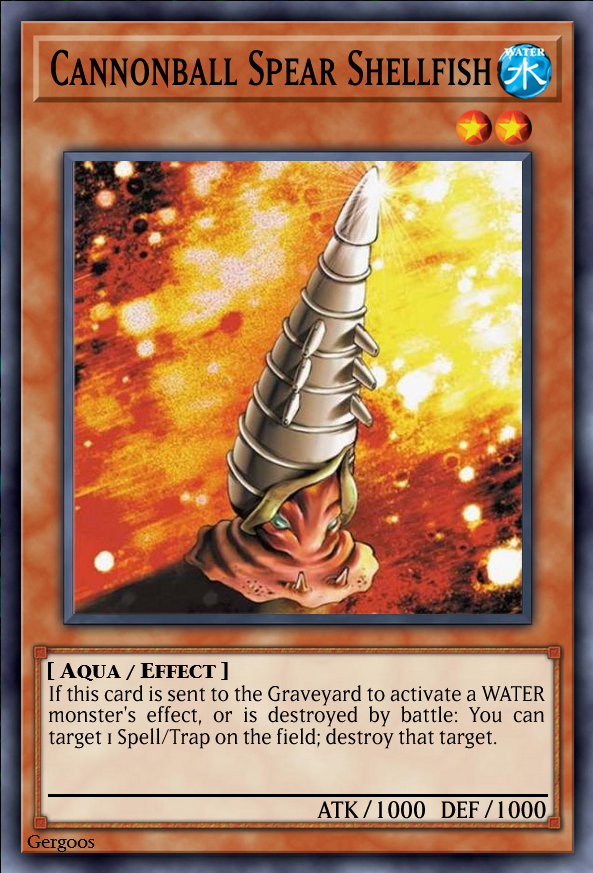 CANNONBALL SPEAR SHELLFISH
WATER
水
[ AQUA / EFFECT ]
If this card is sent to the Graveyard to activate a WATER
monster's effect, or is destroyed by battle: You can
target 1 Spell/Trap on the field; destroy that target.
ATK / 1000 DEF / 1000
Gergoos